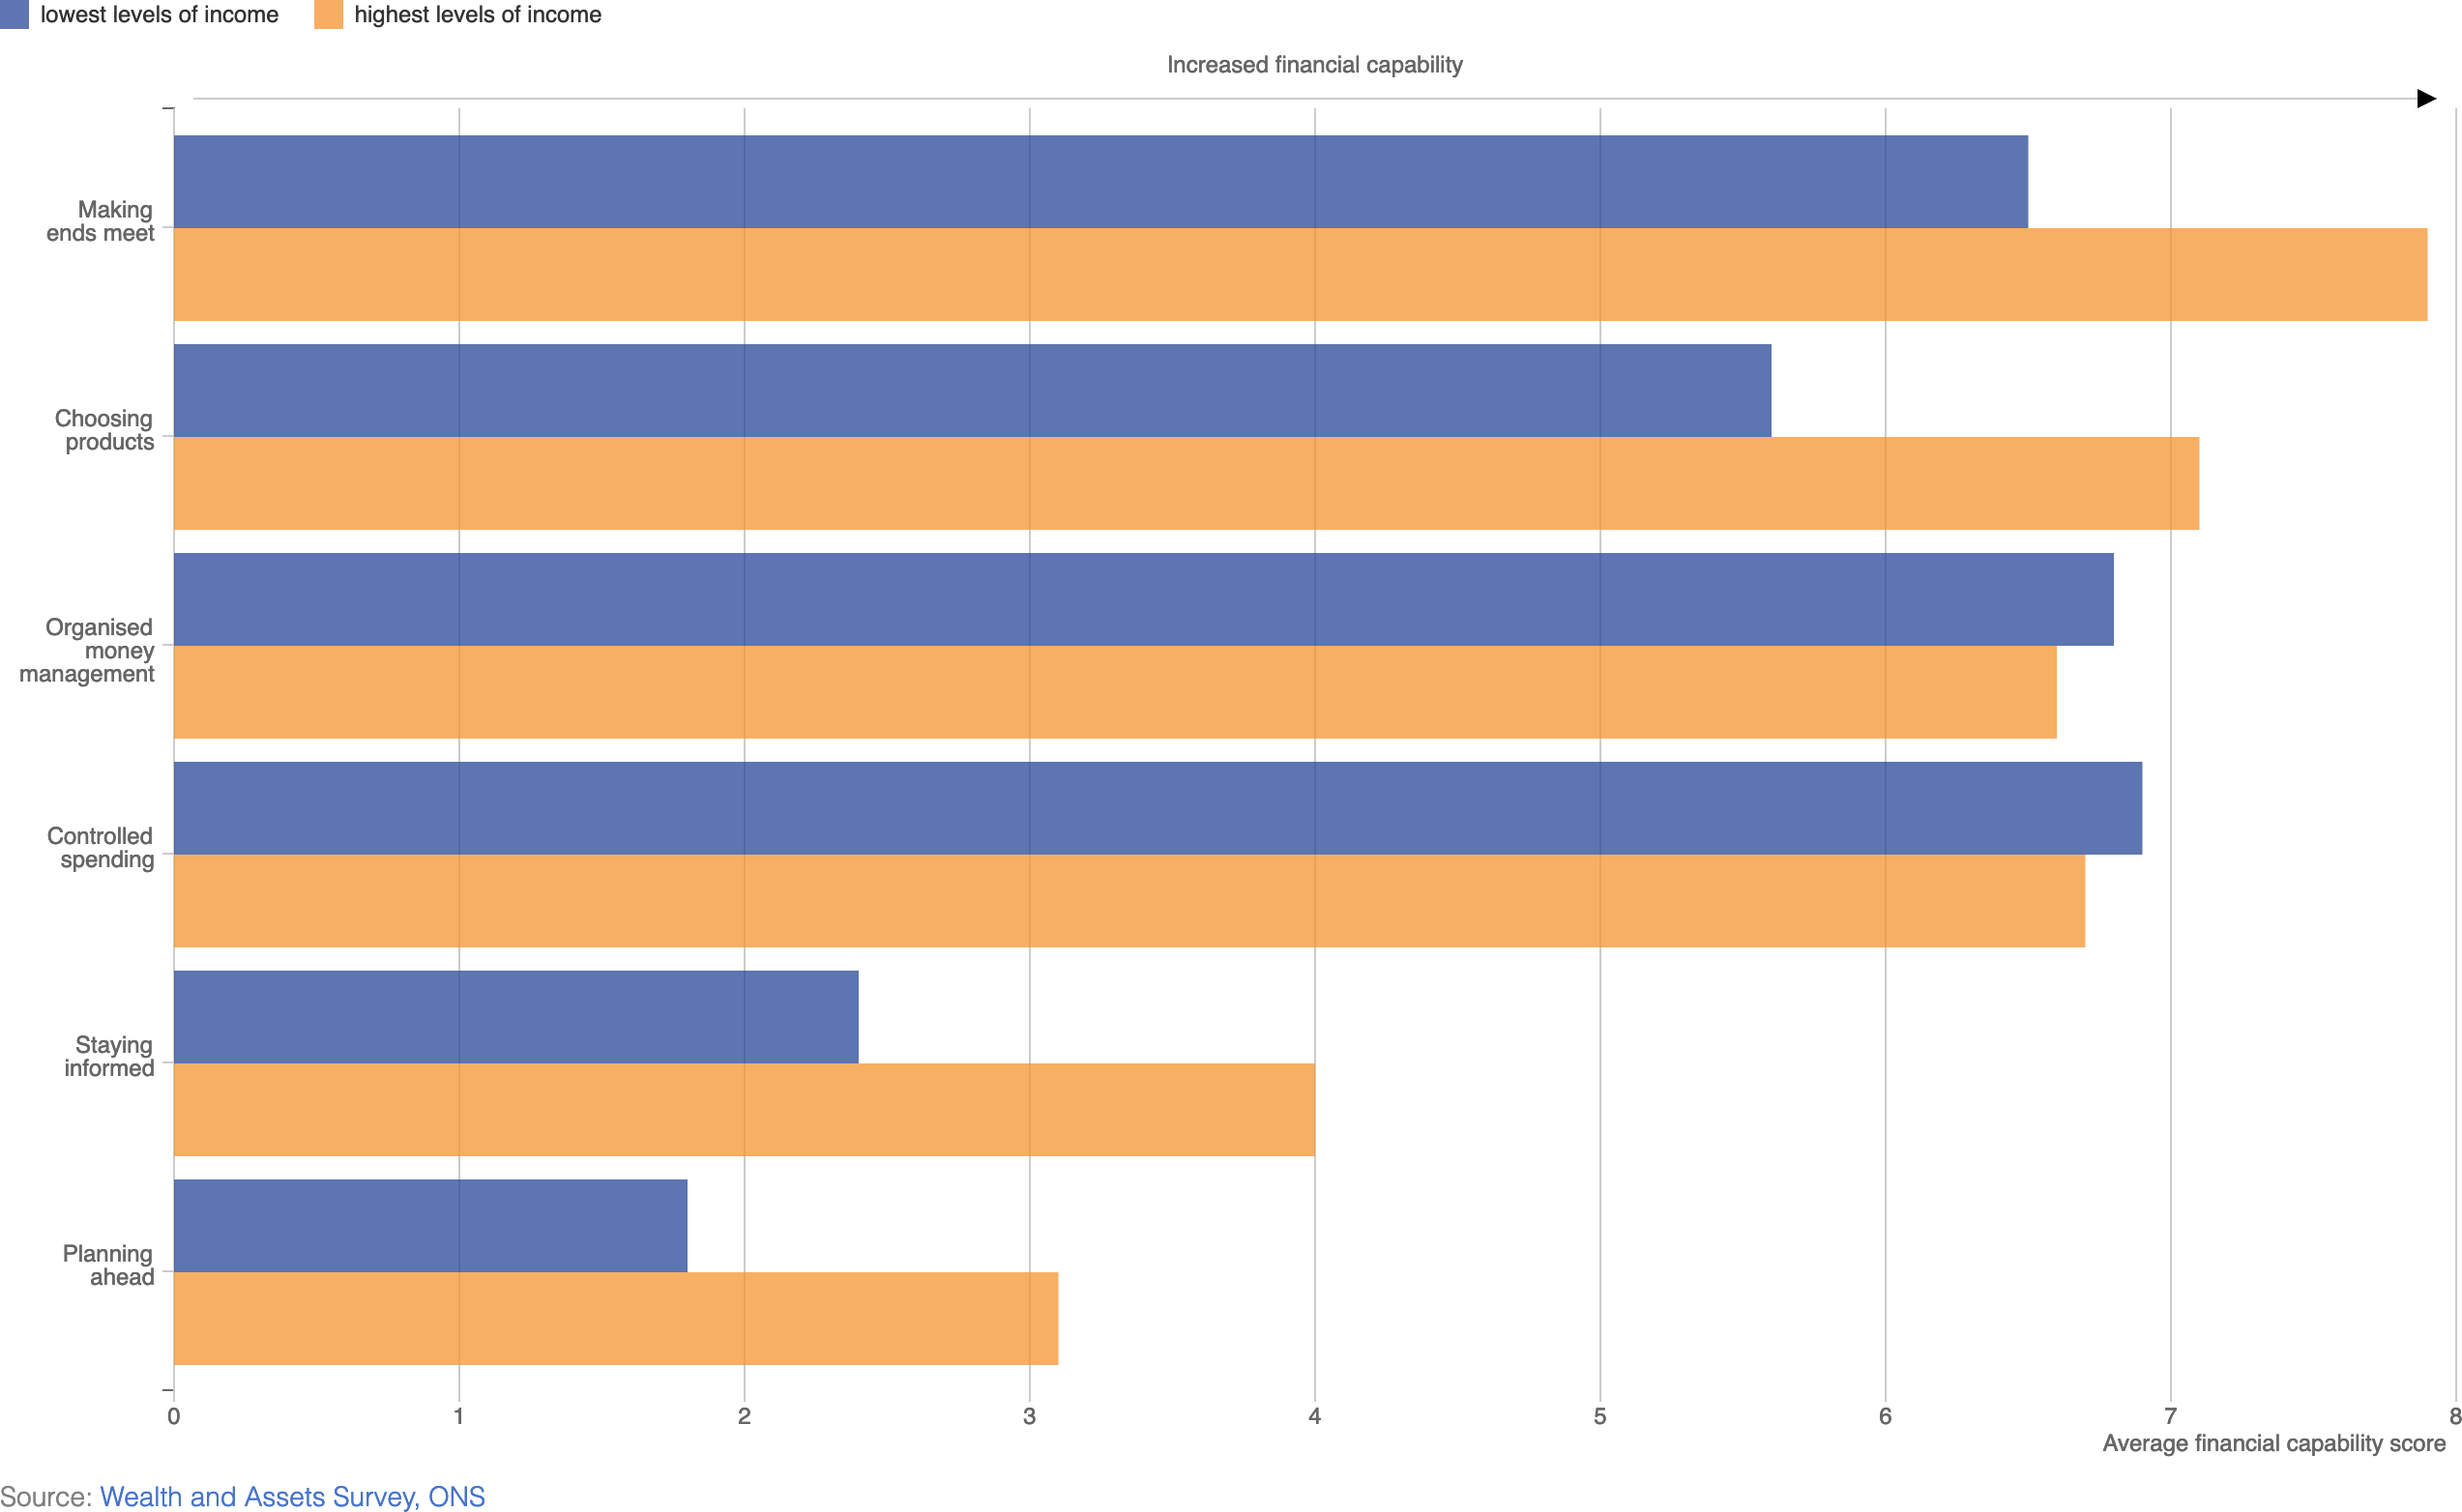 lowest levels of income
highest levels of income
Increased financial capability
Making
ends meet
Choosing
products
Organised
money
management
Controlled
spending
Staying
informed
Planning
ahead
0 1 2 3 4 5 6 7 8
Average financial capability score
Source: Wealth and Assets Survey, ONS